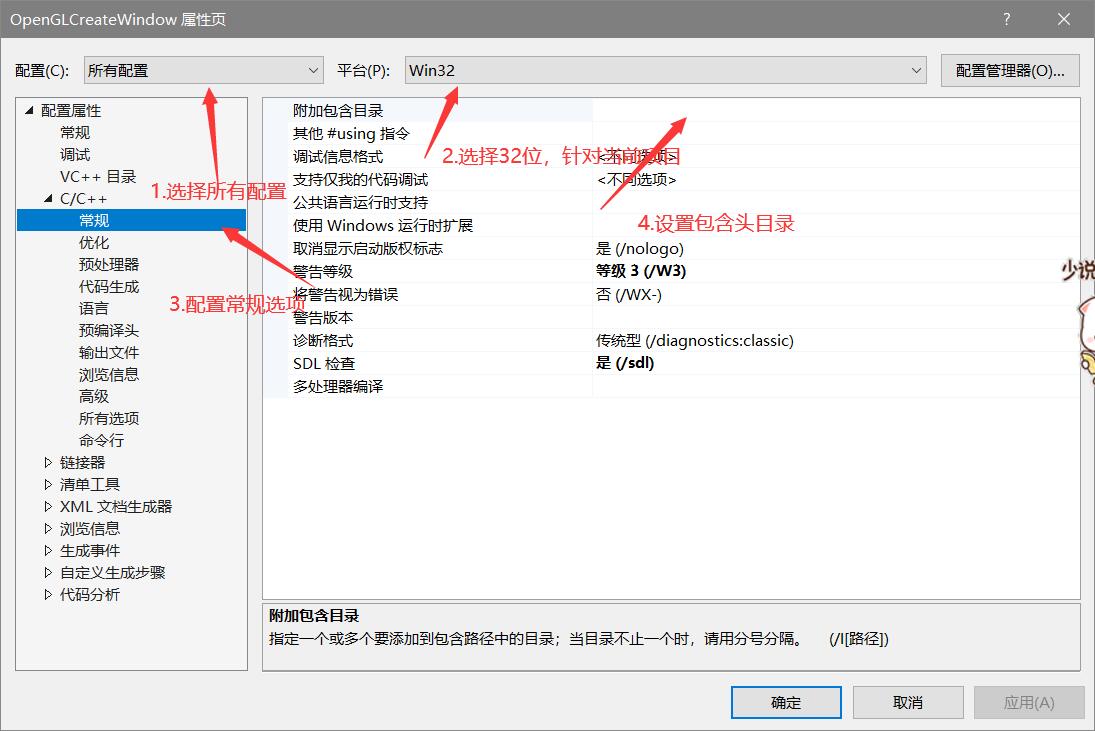 OpenGLCreateWindow 属性页
?
配置(C): 所有配置 平台(P): Win32 配置管理器(O)...
配置属性
常规
调试
VC++ 目录
C/C++
常规
优化
预处理器
代码生成
语言
预编译头
输出文件
浏览信息
高级
所有选项
命令行
链接器
清单工具
XML 文档生成器
浏览信息
生成事件
自定义生成步骤
代码分析
附加包含目录
其他 #using 指令
调试信息格式 <不同选项>
支持仅我的代码调试 <不同选项>
公共语言运行时支持
使用 Windows 运行时扩展
取消显示启动版权标志 是 (/nologo)
警告等级 等级 3 (/W3)
将警告视为错误 否 (/WX-)
警告版本
诊断格式 传统型 (/diagnostics:classic)
SDL 检查 是 (/sdl)
多处理器编译
1.选择所有配置
2.选择32位，针对当前项目
3.配置常规选项
4.设置包含头目录
少说
附加包含目录
指定一个或多个要添加到包含路径中的目录；当目录不止一个时，请用分号分隔。 (/I[路径])
确定 取消 应用(A)